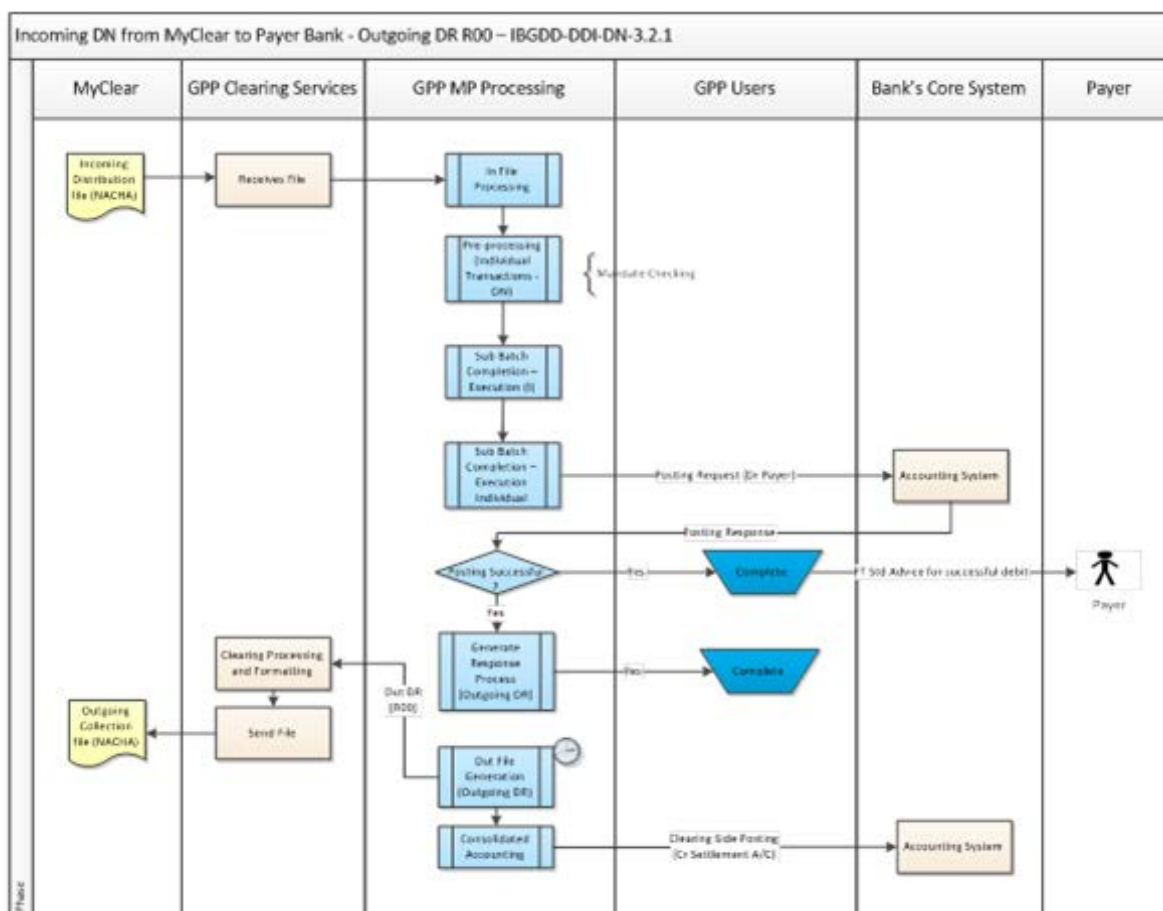 Incoming DN from MyClear to Payer Bank - Outgoing DR R00 – IBGDD-DDI-DN-3.2.1
MyClear
GPP Clearing Services
GPP MP Processing
GPP Users
Bank's Core System
Payer
Incoming
Distribution
file (NACHA)
Receives File
In File
Processing
Pre-processing
(Individual
Transactions -
DN)
Mandate Checking
Sub Batch
Completion –
Execution (I)
Sub Batch
Completion –
Execution
Individual
Posting Request (Dr Payer)
Accounting System
Posting Response
Posting Successful
?
Yes
Complete
FT Std Advice for successful debit
Payer
Yes
Clearing Processing
and Formatting
Generate
Response
Process
(Outgoing DR)
Yes
Complete
Out DR
(R00)
Outgoing
Collection
file (NACHA)
Send File
Out File
Generation
(Outgoing DR)
Consolidated
Accounting
Clearing Side Posting
(Cr Settlement A/C)
Accounting System
Phase